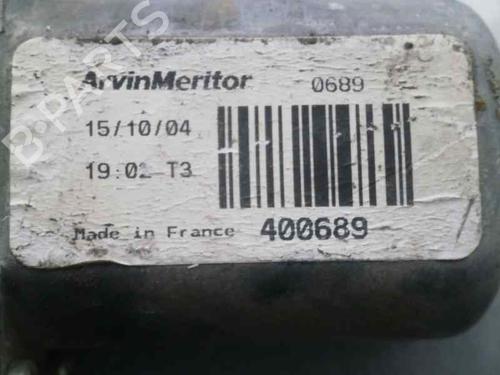 ArvinMeritor 0689
15/10/04
19:02 T3
Made in France 400689
B-PARTS